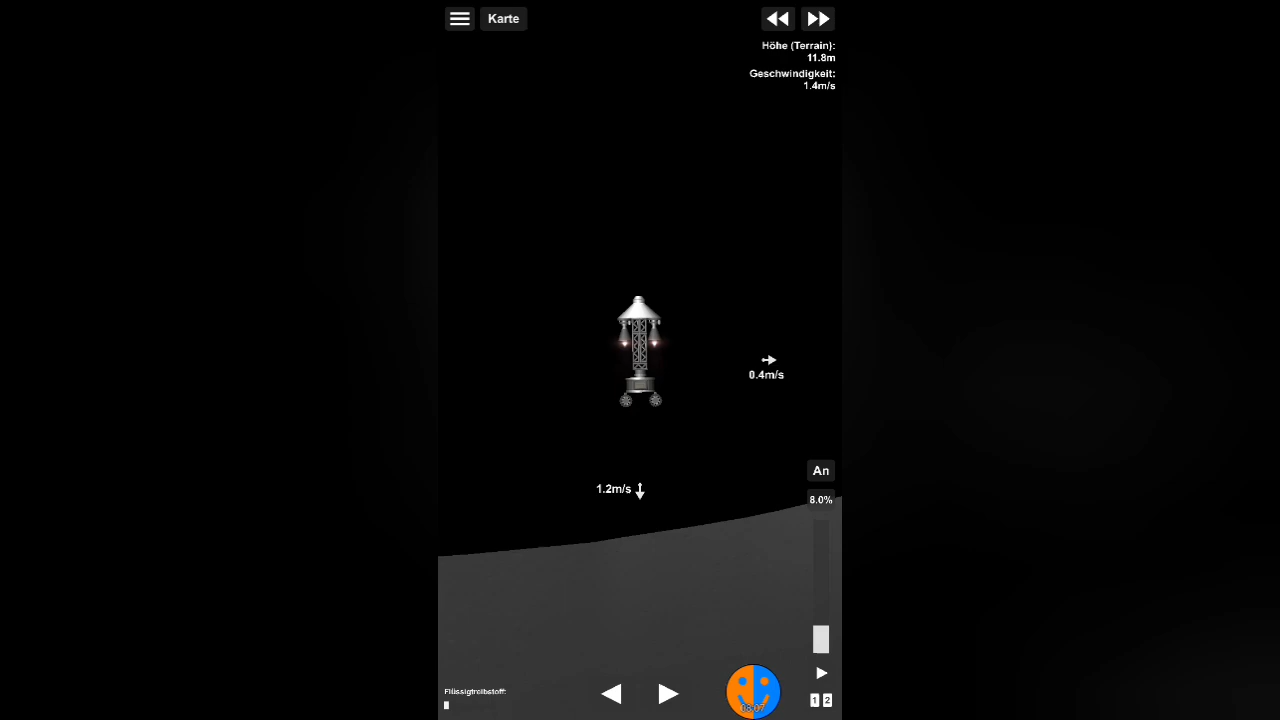 Karte
Höhe (Terrain):
11.8m
Geschwindigkeit:
1.4m/s
0.4m/s
An
1.2m/s
8.0%
Flüssigtreibstoff:
1 2